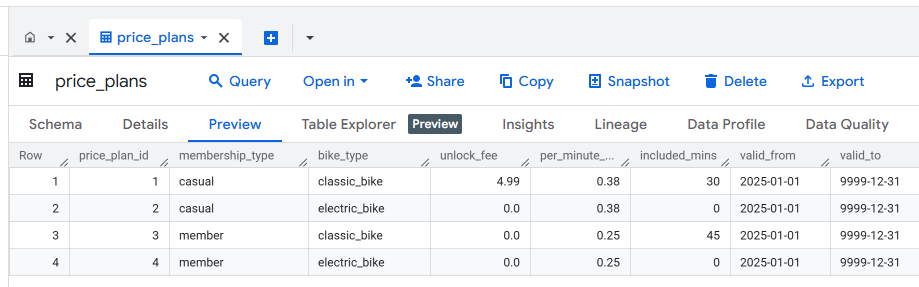 price_plans
price_plans Query Open in Share Copy Snapshot Delete Export
Schema Details Preview Table Explorer Preview Insights Lineage Data Profile Data Quality
Row price_plan_id membership_type bike_type unlock_fee per_minute_... included_mins valid_from valid_to
1 1 casual classic_bike 4.99 0.38 30 2025-01-01 9999-12-31
2 2 casual electric_bike 0.0 0.38 0 2025-01-01 9999-12-31
3 3 member classic_bike 0.0 0.25 45 2025-01-01 9999-12-31
4 4 member electric_bike 0.0 0.25 0 2025-01-01 9999-12-31